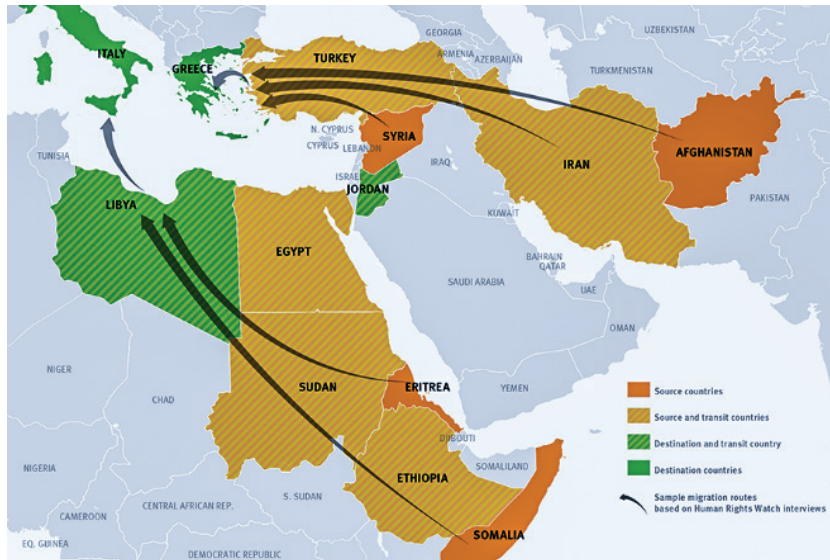 ITALY
GREECE
TURKEY
GEORGIA
ARMENIA
AZERBAIJAN
UZBEKISTAN
TURKMENISTAN
N. CYPRUS
CYPRUS
LEBANON
SYRIA
ISRAEL
JORDAN
IRAQ
IRAN
AFGHANISTAN
PAKISTAN
TUNISIA
LIBYA
EGYPT
KUWAIT
BAHRAIN
QATAR
SAUDI ARABIA
UAE
OMAN
NIGER
CHAD
SUDAN
ERITREA
YEMEN
DJIBOUTI
NIGERIA
ETHIOPIA
SOMALILAND
S. SUDAN
CENTRAL AFRICAN REP.
CAMEROON
SOMALIA
EQ. GUINEA
DEMOCRATIC REPUBLIC
Source countries
Source and transit countries
Destination and transit country
Destination countries
Sample migration routes
based on Human Rights Watch interviews